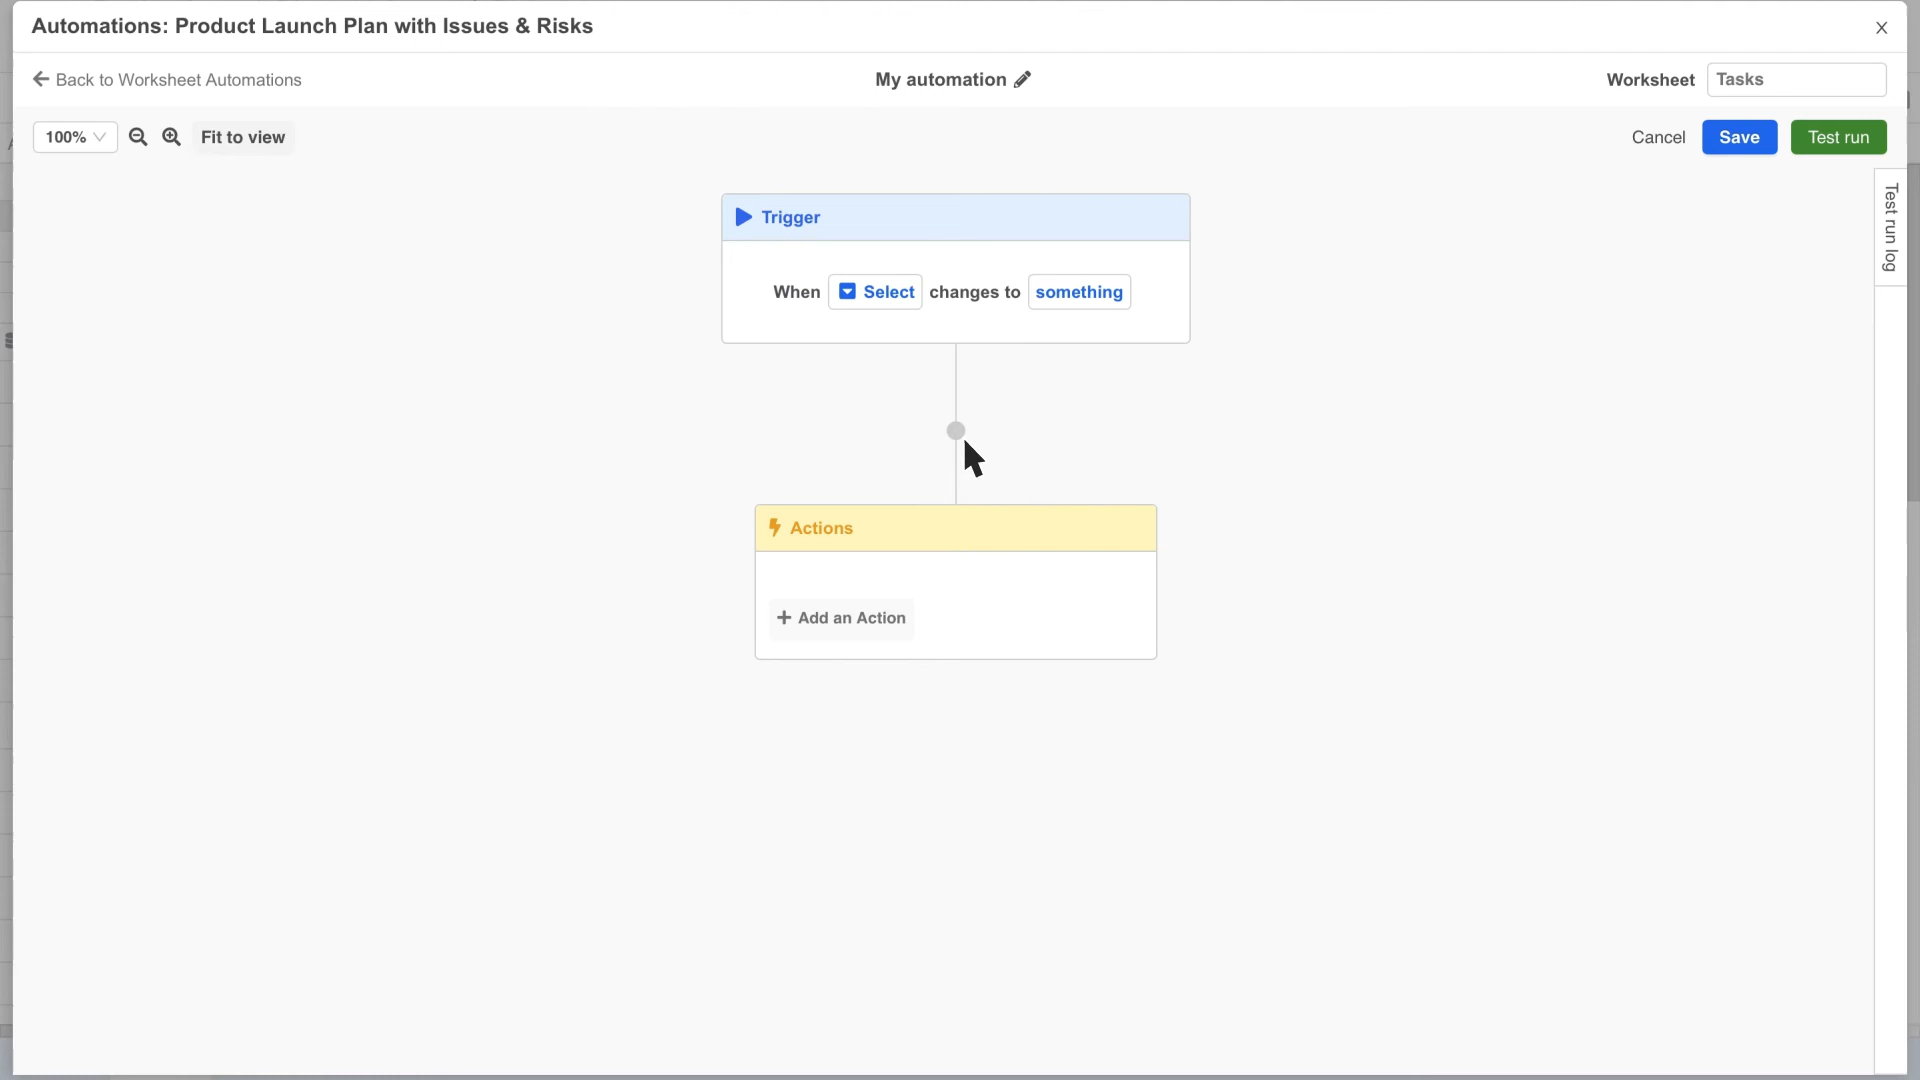 Automations: Product Launch Plan with Issues & Risks
Back to Worksheet Automations
My automation
Worksheet
Tasks
100%
Fit to view
Cancel
Save
Test run
Test run log
Trigger
When Select changes to something
Actions
Add an Action